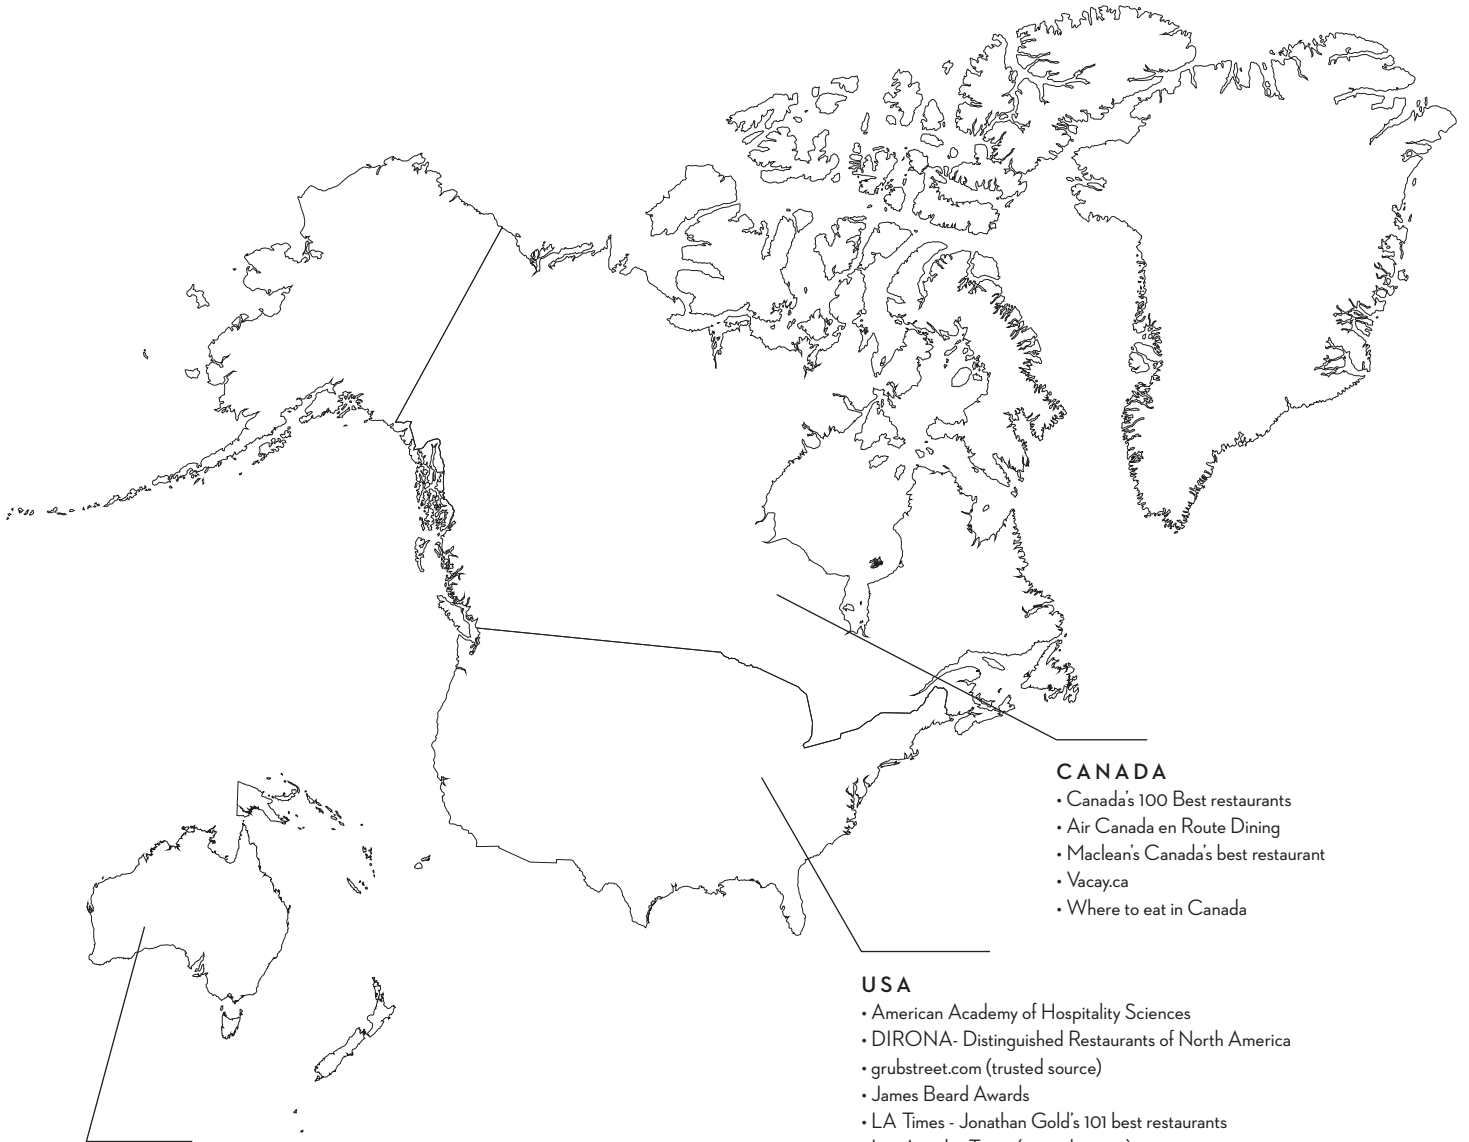 CANADA
• Canada's 100 Best restaurants
• Air Canada en Route Dining
• Maclean's Canada's best restaurant
• Vacay.ca
• Where to eat in Canada
USA
• American Academy of Hospitality Sciences
• DIRONA- Distinguished Restaurants of North America
• grubstreet.com (trusted source)
• James Beard Awards
• LA Times - Jonathan Gold's 101 best restaurants